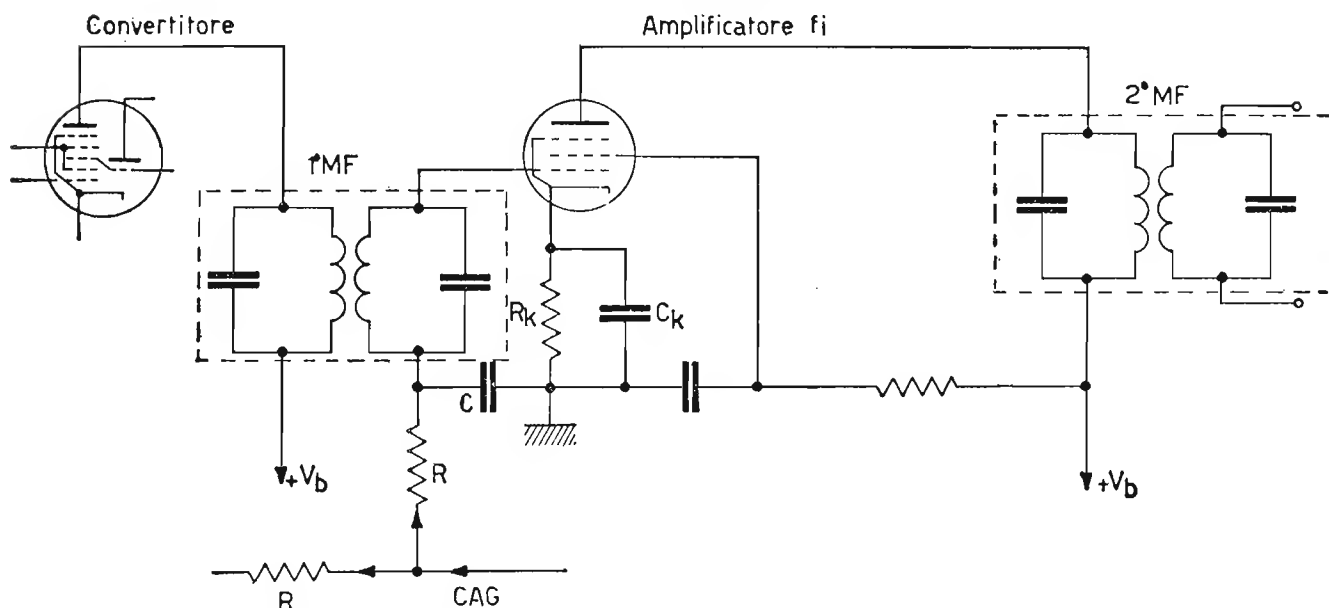 Convertitore
Amplificatore fi
1°MF
2°MF
Rk
Ck
C
R
+Vb
+Vb
R
CAG